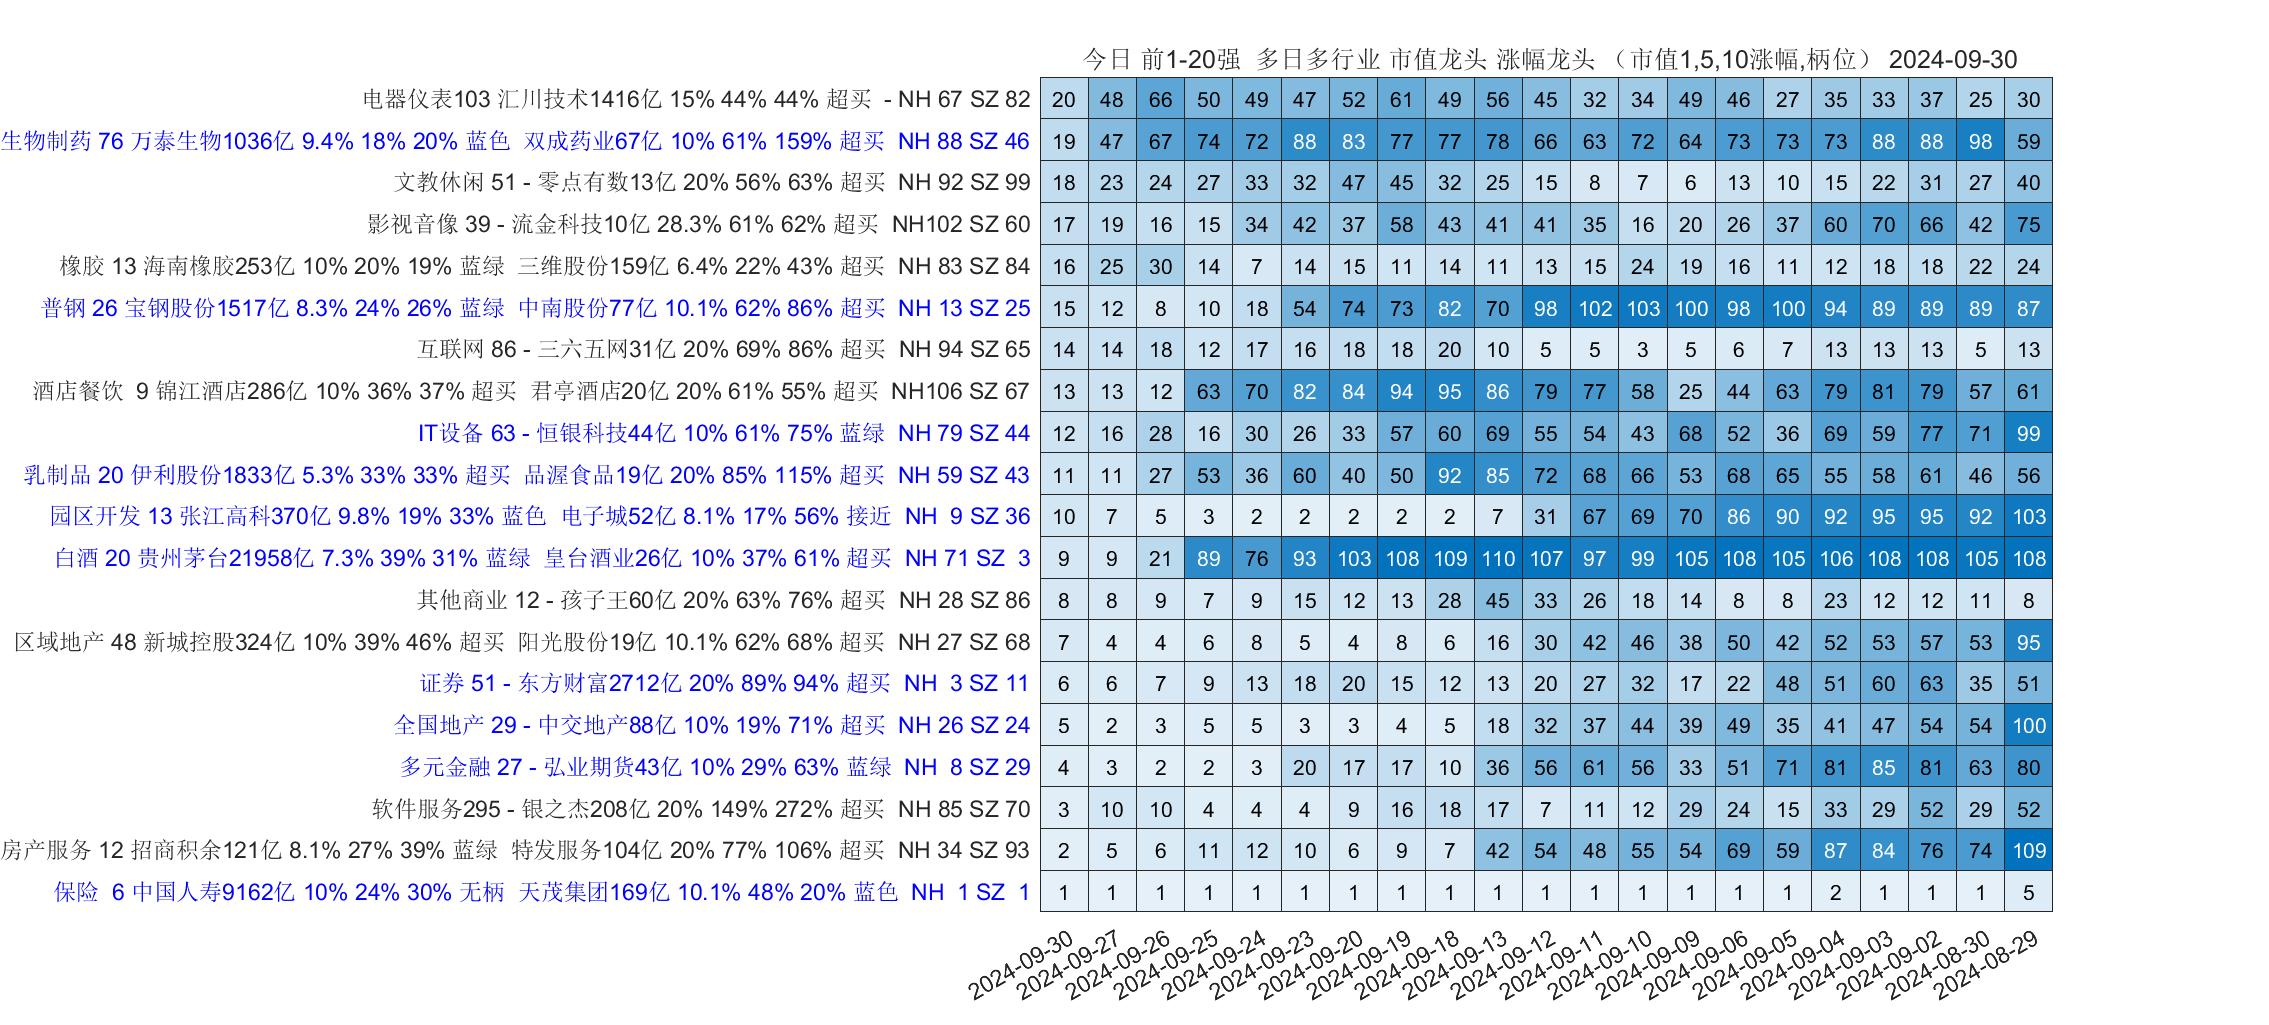 今日 前1-20强 多日多行业 市值龙头 涨幅龙头 （市值1,5,10涨幅,柄位） 2024-09-30
电器仪表103 汇川技术1416亿 15% 44% 44% 超买 - NH 67 SZ 82 20 48 66 50 49 47 52 61 49 56 45 32 34 49 46 27 35 33 37 25 30
生物制药 76 万泰生物1036亿 9.4% 18% 20% 蓝色 双成药业67亿 10% 61% 159% 超买 NH 88 SZ 46 19 47 67 74 72 88 83 77 77 78 66 63 72 64 73 73 73 88 88 98 59
文教休闲 51 - 零点有数13亿 20% 56% 63% 超买 NH 92 SZ 99 18 23 24 27 33 32 47 45 32 25 15 8 7 6 13 10 15 22 31 27 40
影视音像 39 - 流金科技10亿 28.3% 61% 62% 超买 NH102 SZ 60 17 19 16 15 34 42 37 58 43 41 41 35 16 20 26 37 60 70 66 42 75
橡胶 13 海南橡胶253亿 10% 20% 19% 蓝绿 三维股份159亿 6.4% 22% 43% 超买 NH 83 SZ 84 16 25 30 14 7 14 15 11 14 11 13 15 24 19 16 11 12 18 18 22 24
普钢 26 宝钢股份1517亿 8.3% 24% 26% 蓝绿 中南股份77亿 10.1% 62% 86% 超买 NH 13 SZ 25 15 12 8 10 18 54 74 73 82 70 98 102 103 100 98 100 94 89 89 89 87
互联网 86 - 三六五网31亿 20% 69% 86% 超买 NH 94 SZ 65 14 14 18 12 17 16 18 18 20 10 5 5 3 5 6 7 13 13 13 5 13
酒店餐饮 9 锦江酒店286亿 10% 36% 37% 超买 君亭酒店20亿 20% 61% 55% 超买 NH106 SZ 67 13 13 12 63 70 82 84 94 95 86 79 77 58 25 44 63 79 81 79 57 61
IT设备 63 - 恒银科技44亿 10% 61% 75% 蓝绿 NH 79 SZ 44 12 16 28 16 30 26 33 57 60 69 55 54 43 68 52 36 69 59 77 71 99
乳制品 20 伊利股份1833亿 5.3% 33% 33% 超买 品渥食品19亿 20% 85% 115% 超买 NH 59 SZ 43 11 11 27 53 36 60 40 50 92 85 72 68 66 53 68 65 55 58 61 46 56
园区开发 13 张江高科370亿 9.8% 19% 33% 蓝色 电子城52亿 8.1% 17% 56% 接近 NH 9 SZ 36 10 7 5 3 2 2 2 2 2 7 31 67 69 70 86 90 92 95 95 92 103
白酒 20 贵州茅台21958亿 7.3% 39% 31% 蓝绿 皇台酒业26亿 10% 37% 61% 超买 NH 71 SZ 3 9 9 21 89 76 93 103 108 109 110 107 97 99 105 108 105 106 108 108 105 108
其他商业 12 - 孩子王60亿 20% 63% 76% 超买 NH 28 SZ 86 8 8 9 7 9 15 12 13 28 45 33 26 18 14 8 8 23 12 12 11 8
区域地产 48 新城控股324亿 10% 39% 46% 超买 阳光股份19亿 10.1% 62% 68% 超买 NH 27 SZ 68 7 4 4 6 8 5 4 8 6 16 30 42 46 38 50 42 52 53 57 53 95
证券 51 - 东方财富2712亿 20% 89% 94% 超买 NH 3 SZ 11 6 6 7 9 13 18 20 15 12 13 20 27 32 17 22 48 51 60 63 35 51
全国地产 29 - 中交地产88亿 10% 19% 71% 超买 NH 26 SZ 24 5 2 3 5 5 3 3 4 5 18 32 37 44 39 49 35 41 47 54 54 100
多元金融 27 - 弘业期货43亿 10% 29% 63% 蓝绿 NH 8 SZ 29 4 3 2 2 3 20 17 17 10 36 56 61 56 33 51 71 81 85 81 63 80
软件服务295 - 银之杰208亿 20% 149% 272% 超买 NH 85 SZ 70 3 10 10 4 4 4 9 16 18 17 7 11 12 29 24 15 33 29 52 29 52
房产服务 12 招商积余121亿 8.1% 27% 39% 蓝绿 特发服务104亿 20% 77% 106% 超买 NH 34 SZ 93 2 5 6 11 12 10 6 9 7 42 54 48 55 54 69 59 87 84 76 74 109
保险 6 中国人寿9162亿 10% 24% 30% 无柄 天茂集团169亿 10.1% 48% 20% 蓝色 NH 1 SZ 1 1 1 1 1 1 1 1 1 1 1 1 1 1 1 1 1 2 1 1 1 5
2024-09-30 2024-09-27 2024-09-26 2024-09-25 2024-09-24 2024-09-23 2024-09-20 2024-09-19 2024-09-18 2024-09-13 2024-09-12 2024-09-11 2024-09-10 2024-09-09 2024-09-06 2024-09-05 2024-09-04 2024-09-03 2024-09-02 2024-08-30 2024-08-29